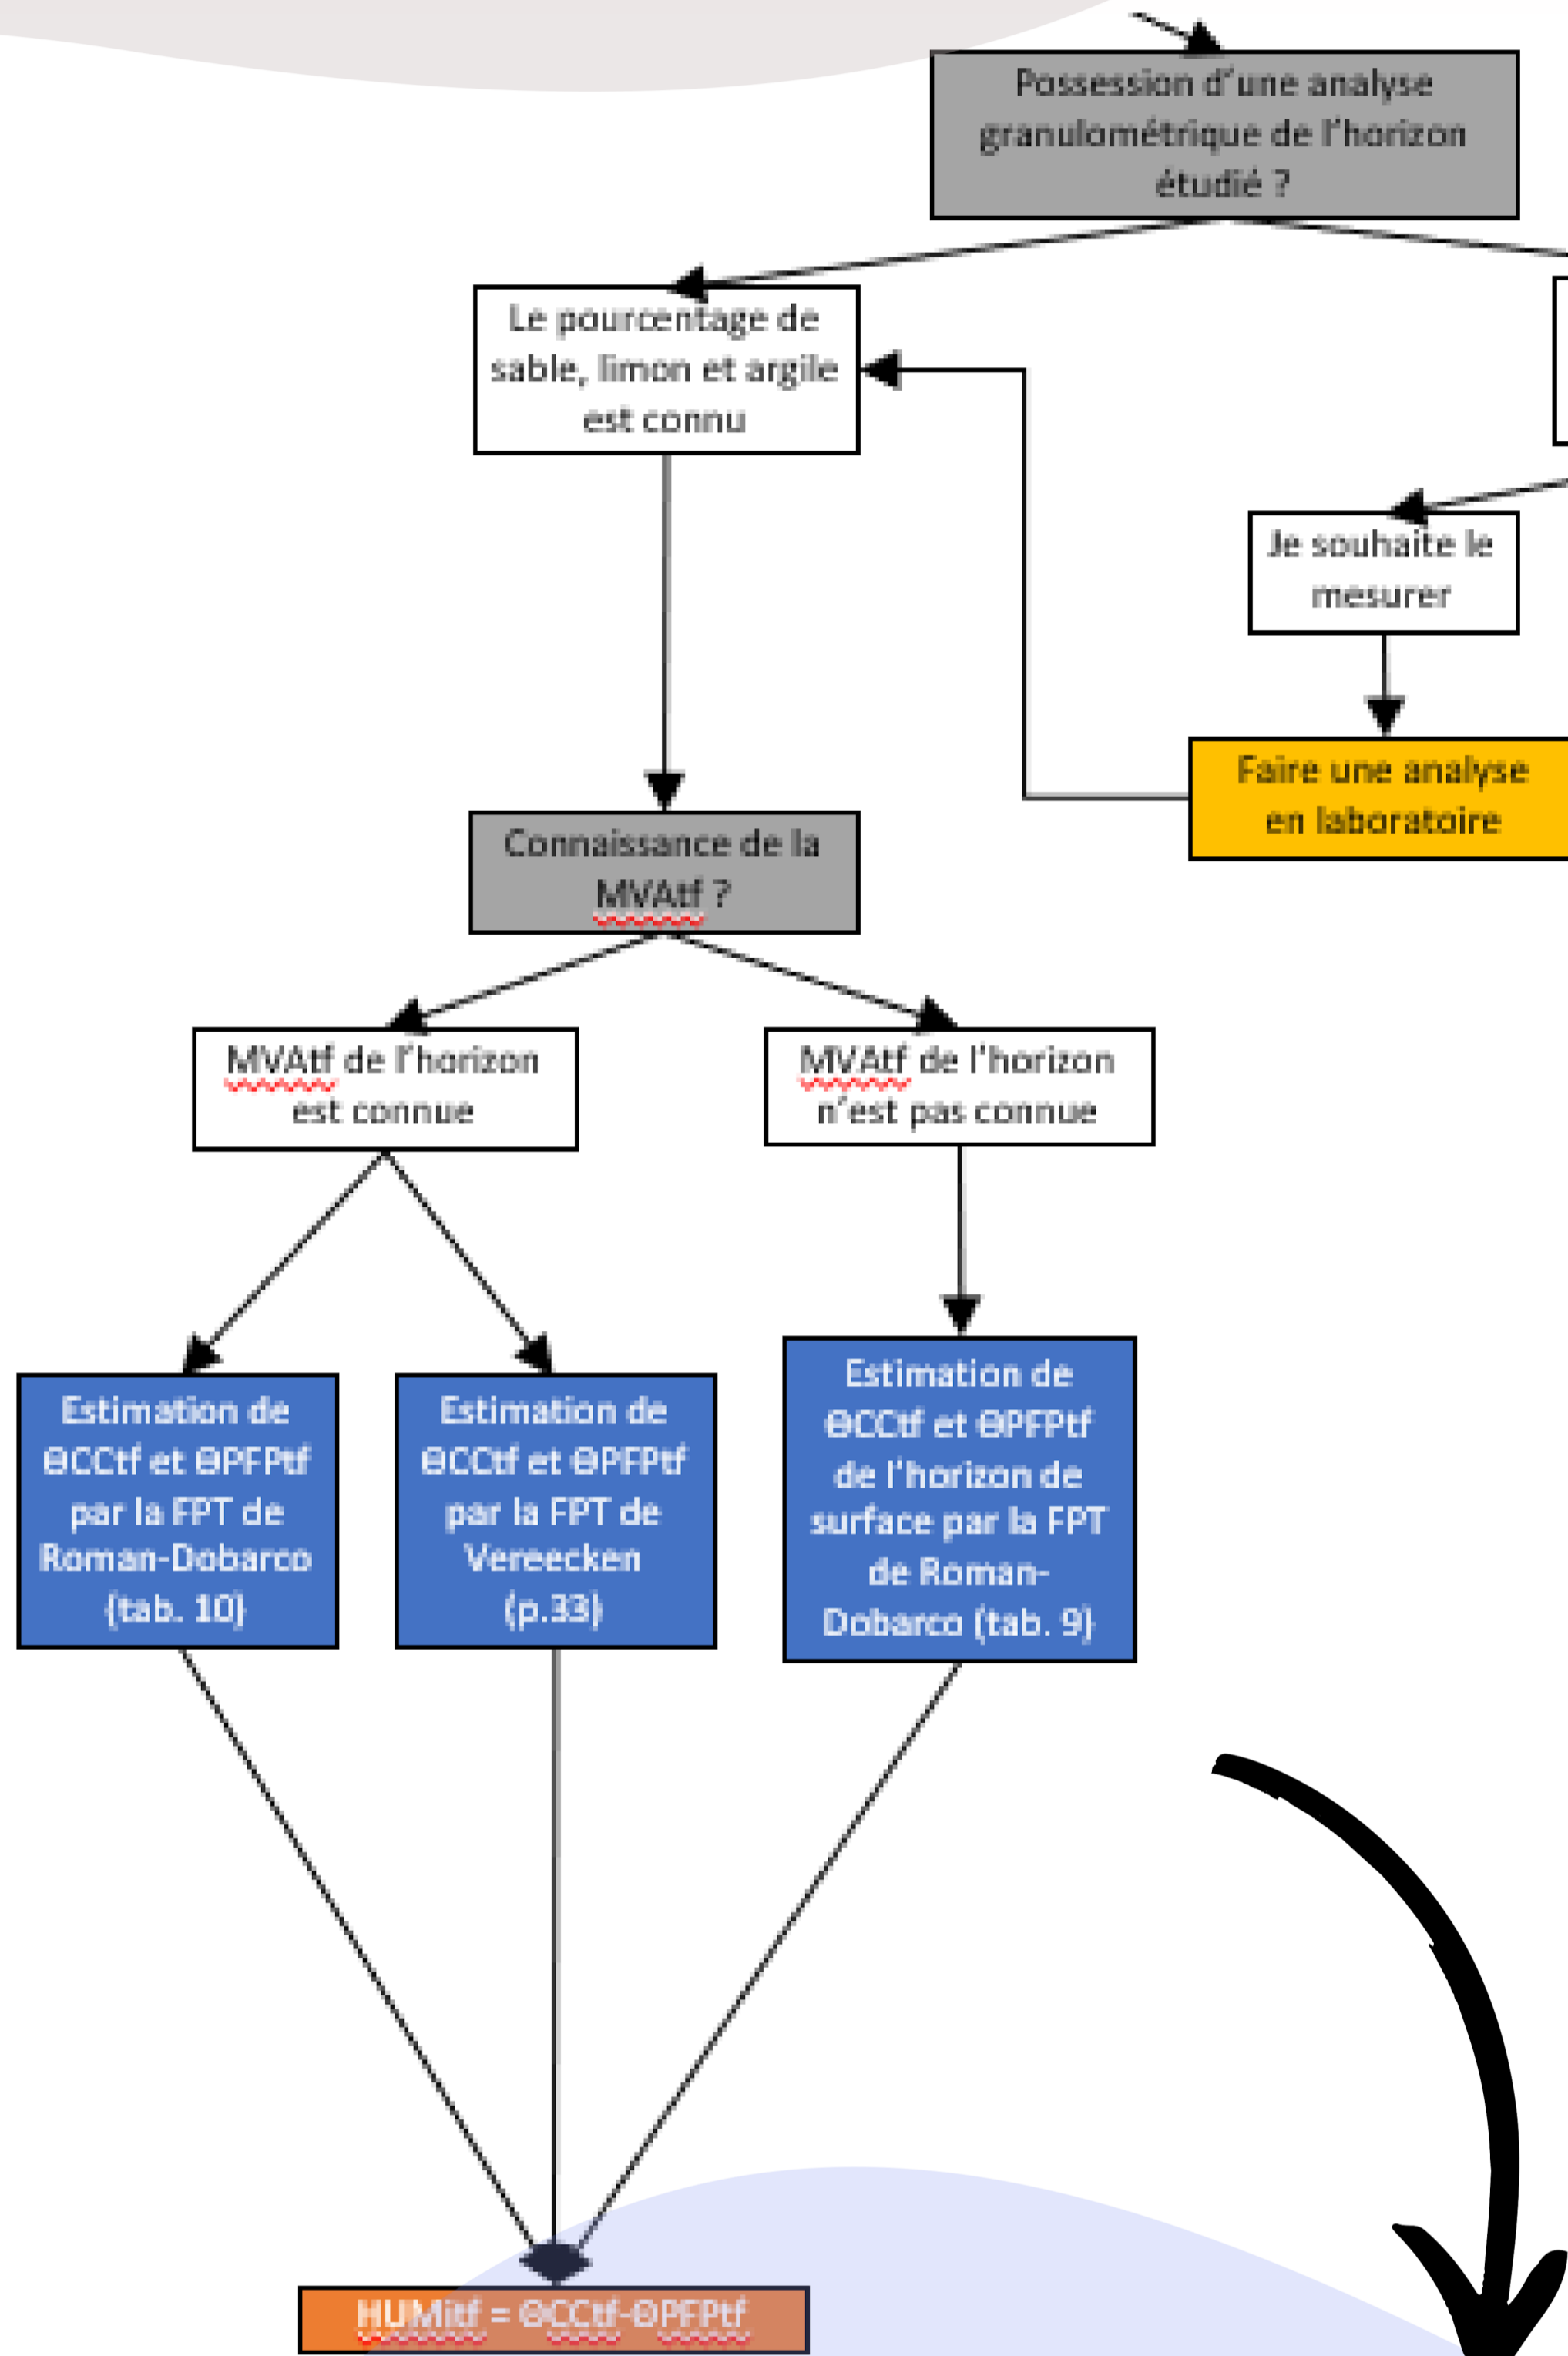 Possession d'une analyse
granulométrique de l'horizon
étudié ?
Le pourcentage de
sable, limon et argile
est connu
Je souhaite le
mesurer
Faire une analyse
en laboratoire
Connaissance de la
MVAtf ?
MVAtf de l'horizon
est connue
MVAtf de l'horizon
n'est pas connue
Estimation de
ΘCCtf et ΘPFPtf
par la FPT de
Roman-Dobarco
(tab. 10)
Estimation de
ΘCCtf et ΘPFPtf
par la FPT de
Vereecken
(p.33)
Estimation de
ΘCCtf et ΘPFPtf
de l'horizon de
surface par la FPT
de Roman-
Dobarco (tab. 9)
= ΘCCtf-ΘPFPtf